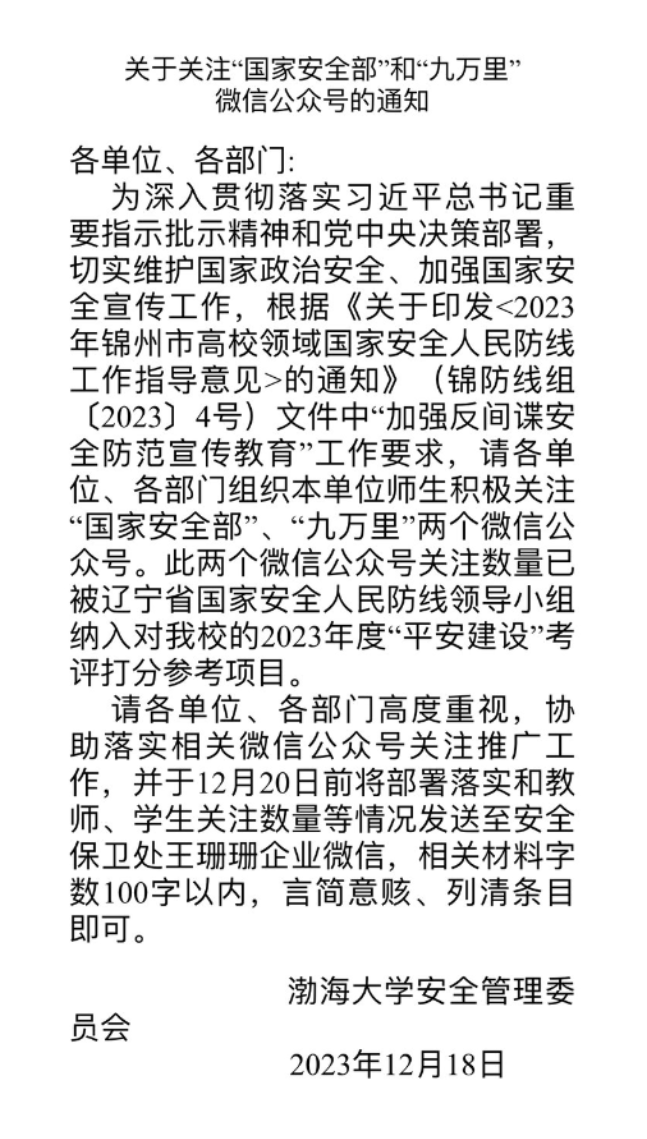 关于关注“国家安全部”和“九万里”
微信公众号的通知
各单位、各部门:
为深入贯彻落实习近平总书记重
要指示批示精神和党中央决策部署，
切实维护国家政治安全、加强国家安
全宣传工作，根据《关于印发<2023
年锦州市高校领域国家安全人民防线
工作指导意见>的通知》（锦防线组
〔2023〕4号）文件中“加强反间谍安
全防范宣传教育”工作要求，请各单
位、各部门组织本单位师生积极关注
“国家安全部”、“九万里”两个微信公
众号。此两个微信公众号关注数量已
被辽宁省国家安全人民防线领导小组
纳入对我校的2023年度“平安建设”考
评打分参考项目。
请各单位、各部门高度重视，协
助落实相关微信公众号关注推广工
作，并于12月20日前将部署落实和教
师、学生关注数量等情况发送至安全
保卫处王珊珊企业微信，相关材料字
数100字以内，言简意赅、列清条目
即可。
渤海大学安全管理委
员会
2023年12月18日